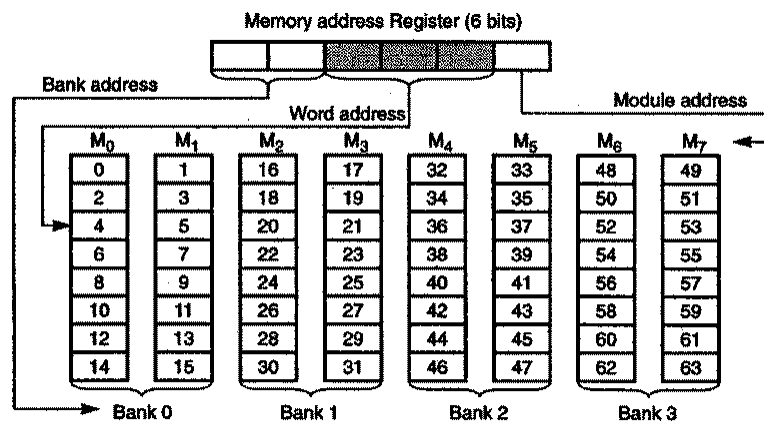 Memory address Register (6 bits)
Bank address
Word address
Module address
M0 M1 M2 M3 M4 M5 M6 M7
0 1 16 17 32 33 48 49
2 3 18 19 34 35 50 51
4 5 20 21 36 37 52 53
6 7 22 23 38 39 54 55
8 9 24 25 40 41 56 57
10 11 26 27 42 43 58 59
12 13 28 29 44 45 60 61
14 15 30 31 46 47 62 63
Bank 0 Bank 1 Bank 2 Bank 3